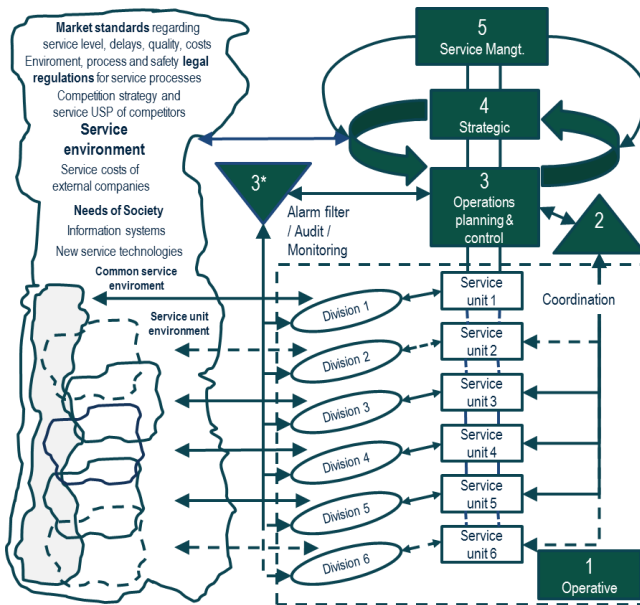 Market standards regarding
service level, delays, quality, costs
Enviroment, process and safety legal
regulations for service processes
Competition strategy and
service USP of competitors
Service
environment
Service costs of
external companies
Needs of Society
Information systems
New service technologies
Common service
enviroment
Service unit
environment
5
Service Mangt.
4
Strategic
3
Operations
planning &
control
3*
Alarm filter
/ Audit /
Monitoring
2
Coordination
Division 1
Service
unit 1
Division 2
Service
unit 2
Division 3
Service
unit 3
Division 4
Service
unit 4
Division 5
Service
unit 5
Division 6
Service
unit 6
1
Operative